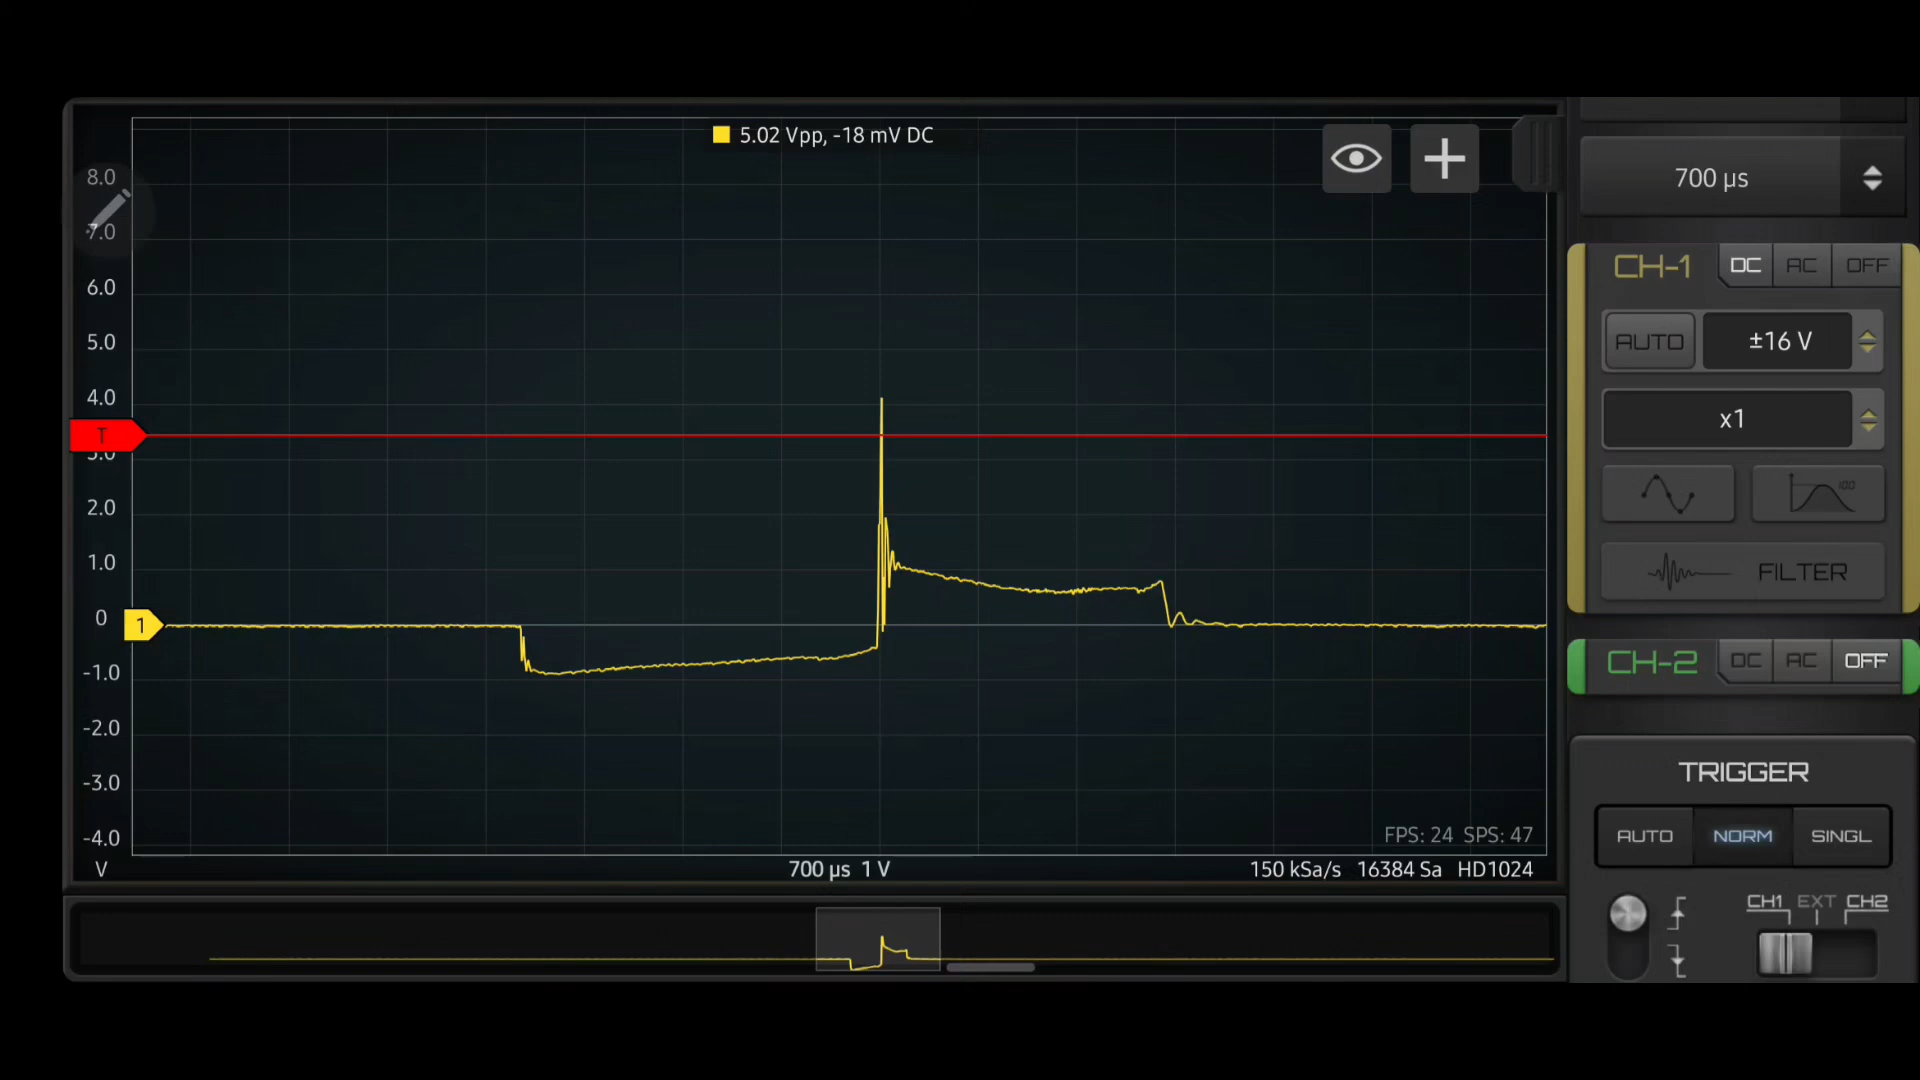 5.02 Vpp, -18 mV DC
8.0
7.0
6.0
5.0
4.0
T
3.0
2.0
1.0
0
1
-1.0
-2.0
-3.0
-4.0
V
FPS: 24 SPS: 47
700 µs 1 V
150 kSa/s 16384 Sa HD1024
700 µs
CH-1 DC AC OFF
AUTO ±16 V
x1
100
FILTER
CH-2 DC AC OFF
TRIGGER
AUTO NORM SINGL
CH1 EXT CH2